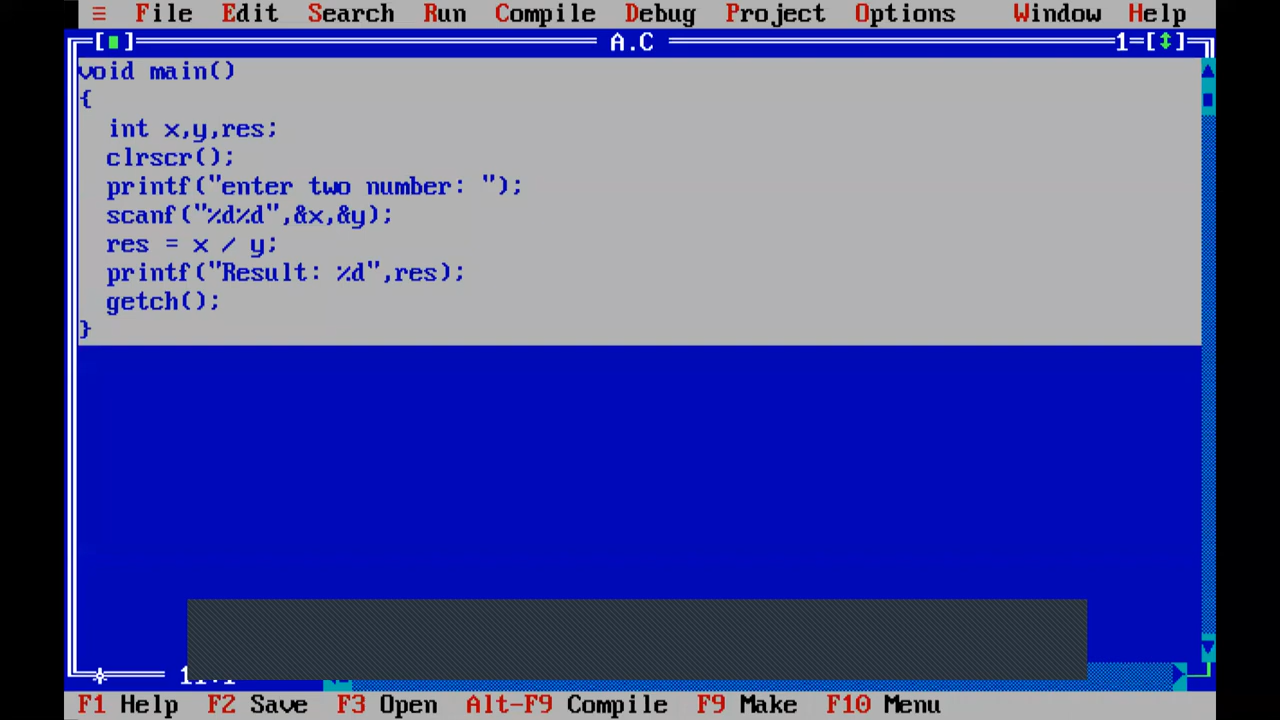 ≡ File Edit Search Run Compile Debug Project Options Window Help
[■] A.C 1=[↕]
void main()
{
int x,y,res;
clrscr();
printf("enter two number: ");
scanf("%d%d",&x,&y);
res = x / y;
printf("Result: %d",res);
getch();
}
F1 Help F2 Save F3 Open Alt-F9 Compile F9 Make F10 Menu